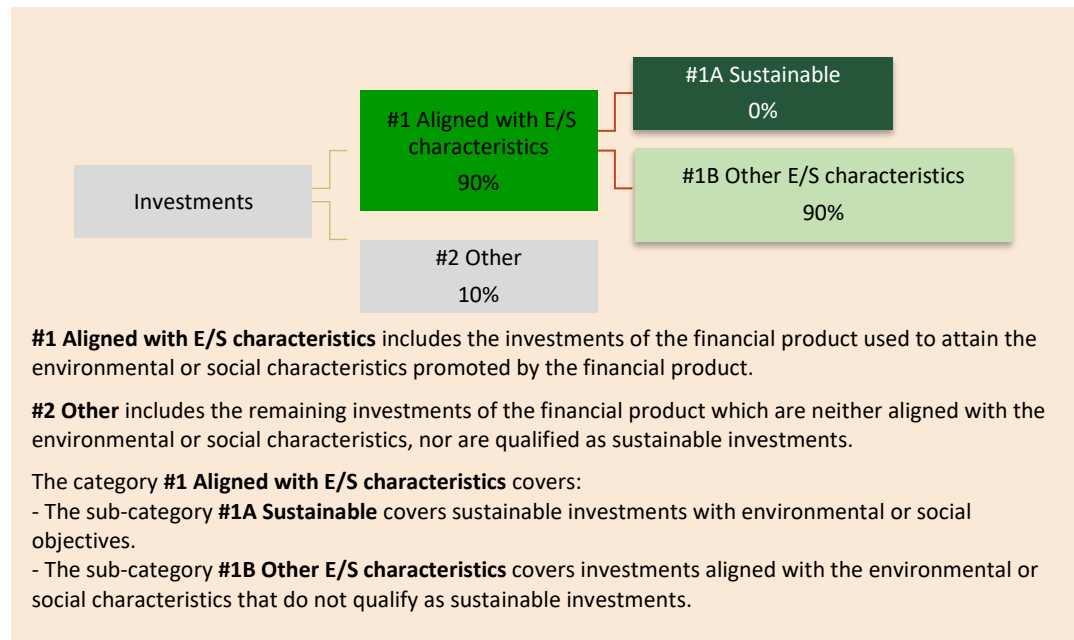 #1A Sustainable
0%
#1 Aligned with E/S
characteristics
90%
#1B Other E/S characteristics
90%
Investments
#2 Other
10%
#1 Aligned with E/S characteristics includes the investments of the financial product used to attain the
environmental or social characteristics promoted by the financial product.
#2 Other includes the remaining investments of the financial product which are neither aligned with the
environmental or social characteristics, nor are qualified as sustainable investments.
The category #1 Aligned with E/S characteristics covers:
- The sub-category #1A Sustainable covers sustainable investments with environmental or social
objectives.
- The sub-category #1B Other E/S characteristics covers investments aligned with the environmental or
social characteristics that do not qualify as sustainable investments.